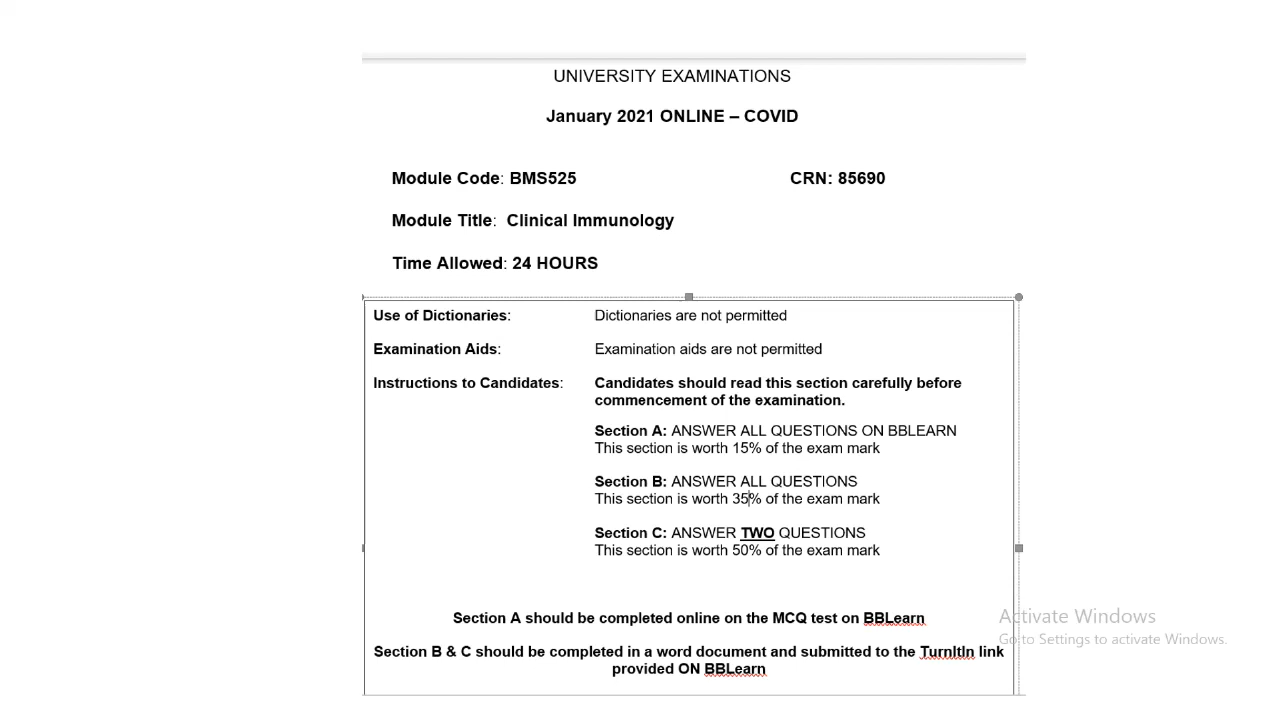 UNIVERSITY EXAMINATIONS
January 2021 ONLINE – COVID
Module Code: BMS525 CRN: 85690
Module Title: Clinical Immunology
Time Allowed: 24 HOURS
Use of Dictionaries: Dictionaries are not permitted
Examination Aids: Examination aids are not permitted
Instructions to Candidates: Candidates should read this section carefully before
commencement of the examination.
Section A: ANSWER ALL QUESTIONS ON BBLEARN
This section is worth 15% of the exam mark
Section B: ANSWER ALL QUESTIONS
This section is worth 35% of the exam mark
Section C: ANSWER TWO QUESTIONS
This section is worth 50% of the exam mark
Section A should be completed online on the MCQ test on BBLearn
Section B & C should be completed in a word document and submitted to the TurnItIn link
provided ON BBLearn
Activate Windows
Go to Settings to activate Windows.